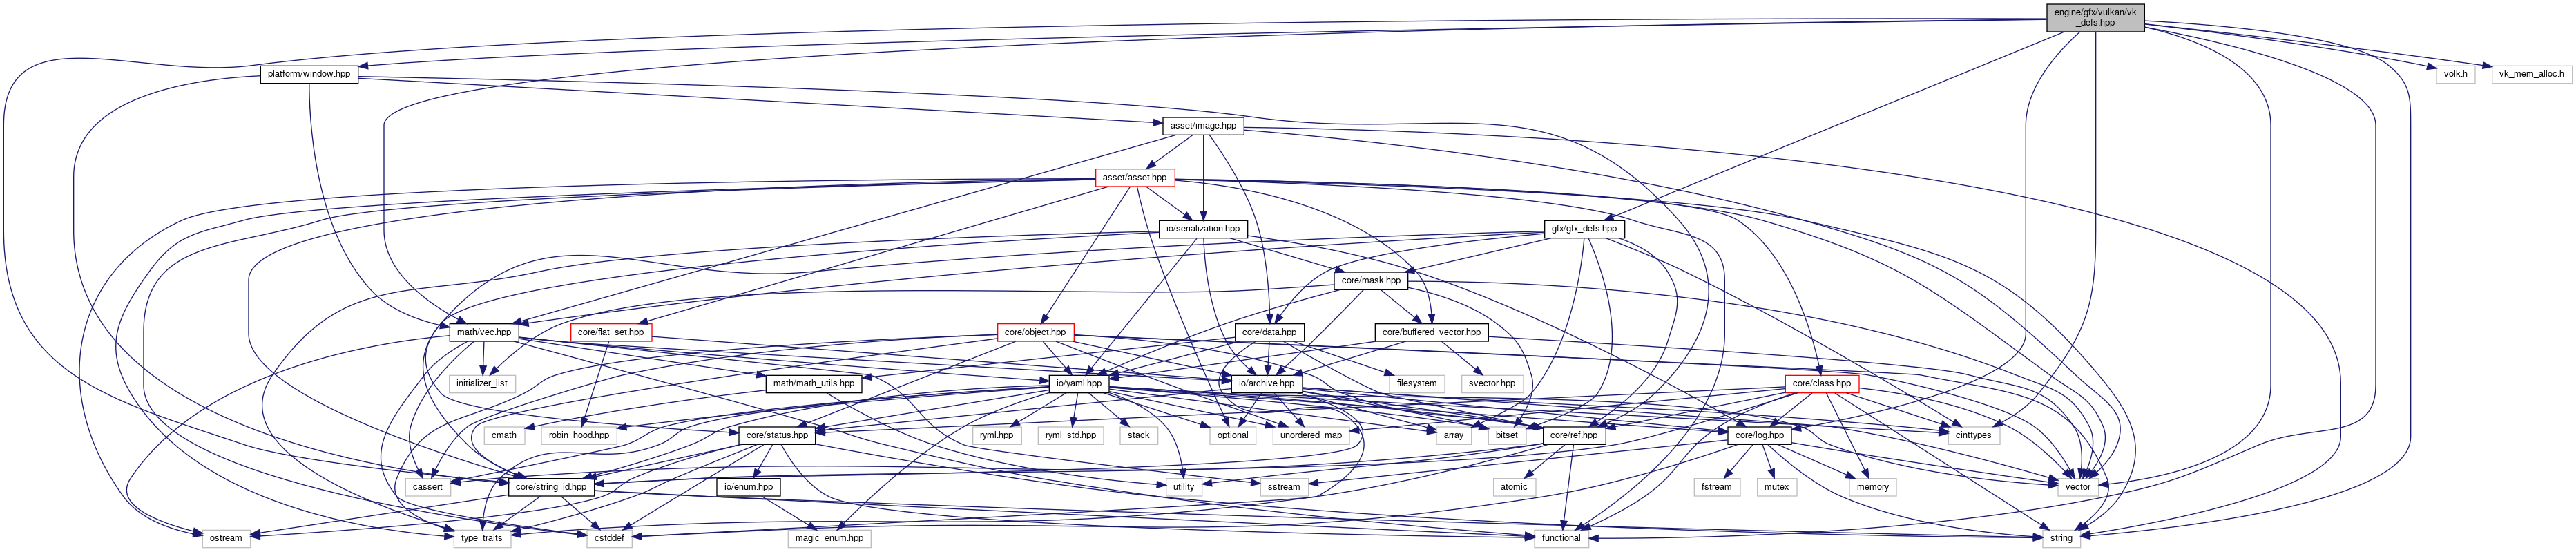 engine/gfx/vulkan/vk
_defs.hpp
platform/window.hpp
volk.h
vk_mem_alloc.h
asset/image.hpp
asset/asset.hpp
io/serialization.hpp
gfx/gfx_defs.hpp
core/mask.hpp
math/vec.hpp
core/flat_set.hpp
core/object.hpp
core/data.hpp
core/buffered_vector.hpp
initializer_list
math/math_utils.hpp
io/yaml.hpp
io/archive.hpp
filesystem
svector.hpp
core/class.hpp
cmath
robin_hood.hpp
core/status.hpp
ryml.hpp
ryml_std.hpp
stack
optional
unordered_map
array
bitset
core/ref.hpp
core/log.hpp
cinttypes
cassert
core/string_id.hpp
io/enum.hpp
utility
sstream
atomic
fstream
mutex
memory
vector
ostream
type_traits
cstddef
magic_enum.hpp
functional
string